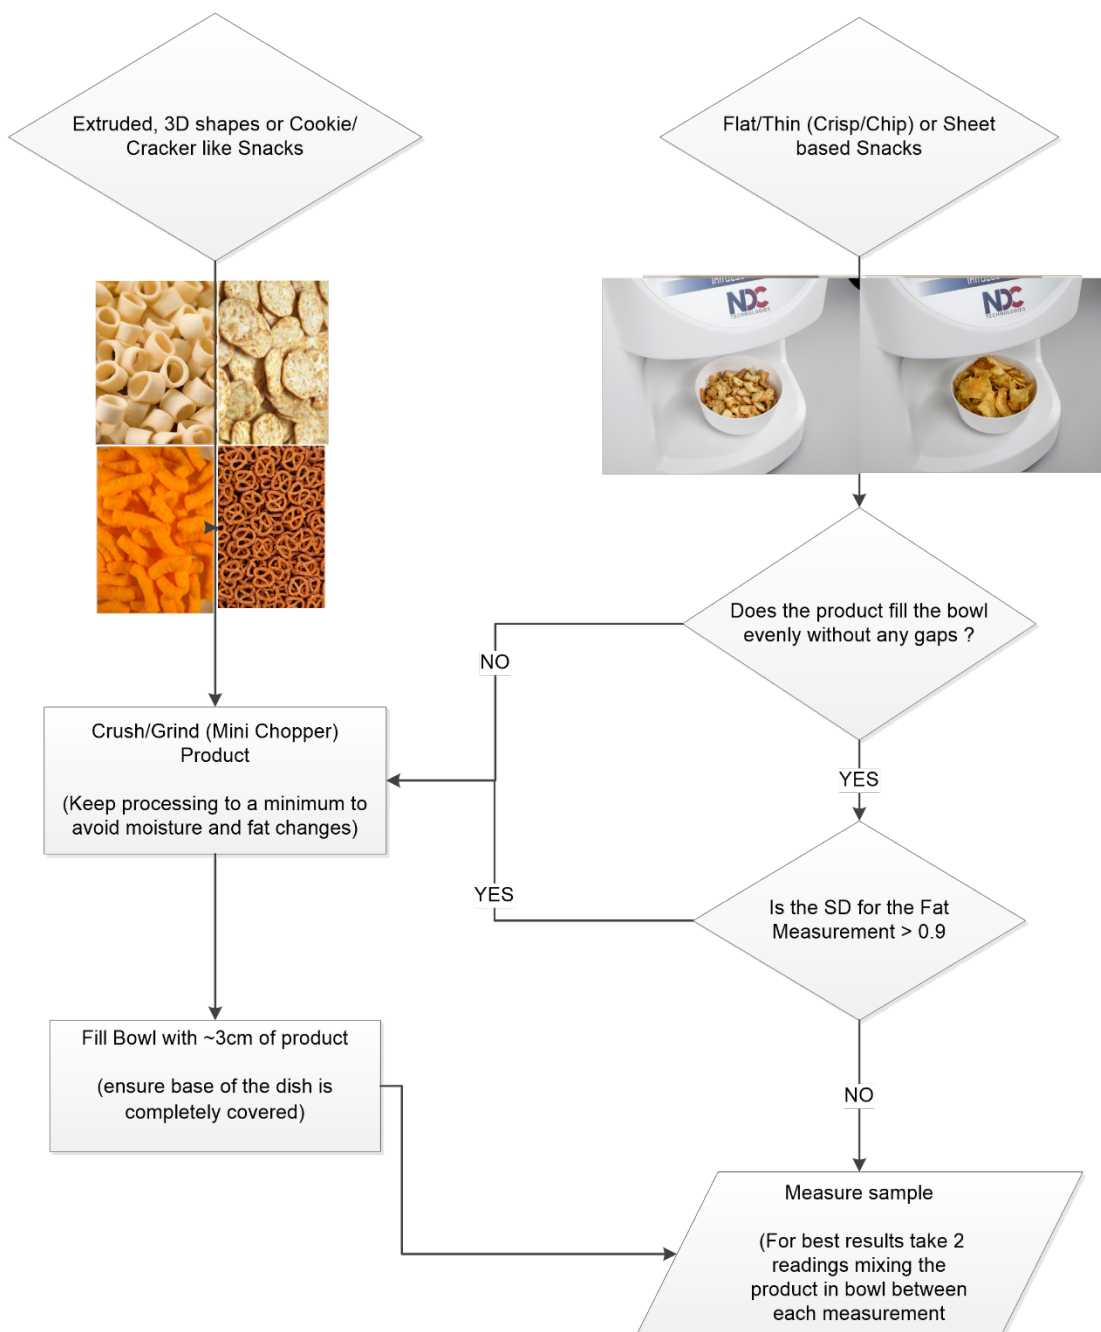 Extruded, 3D shapes or Cookie/
Cracker like Snacks
Flat/Thin (Crisp/Chip) or Sheet
based Snacks
NDC
TECHNOLOGIES
NDC
TECHNOLOGIES
Does the product fill the bowl
evenly without any gaps ?
NO
Crush/Grind (Mini Chopper)
Product
(Keep processing to a minimum to
avoid moisture and fat changes)
YES
YES
Is the SD for the Fat
Measurement > 0.9
Fill Bowl with ~3cm of product
(ensure base of the dish is
completely covered)
NO
Measure sample
(For best results take 2
readings mixing the
product in bowl between
each measurement